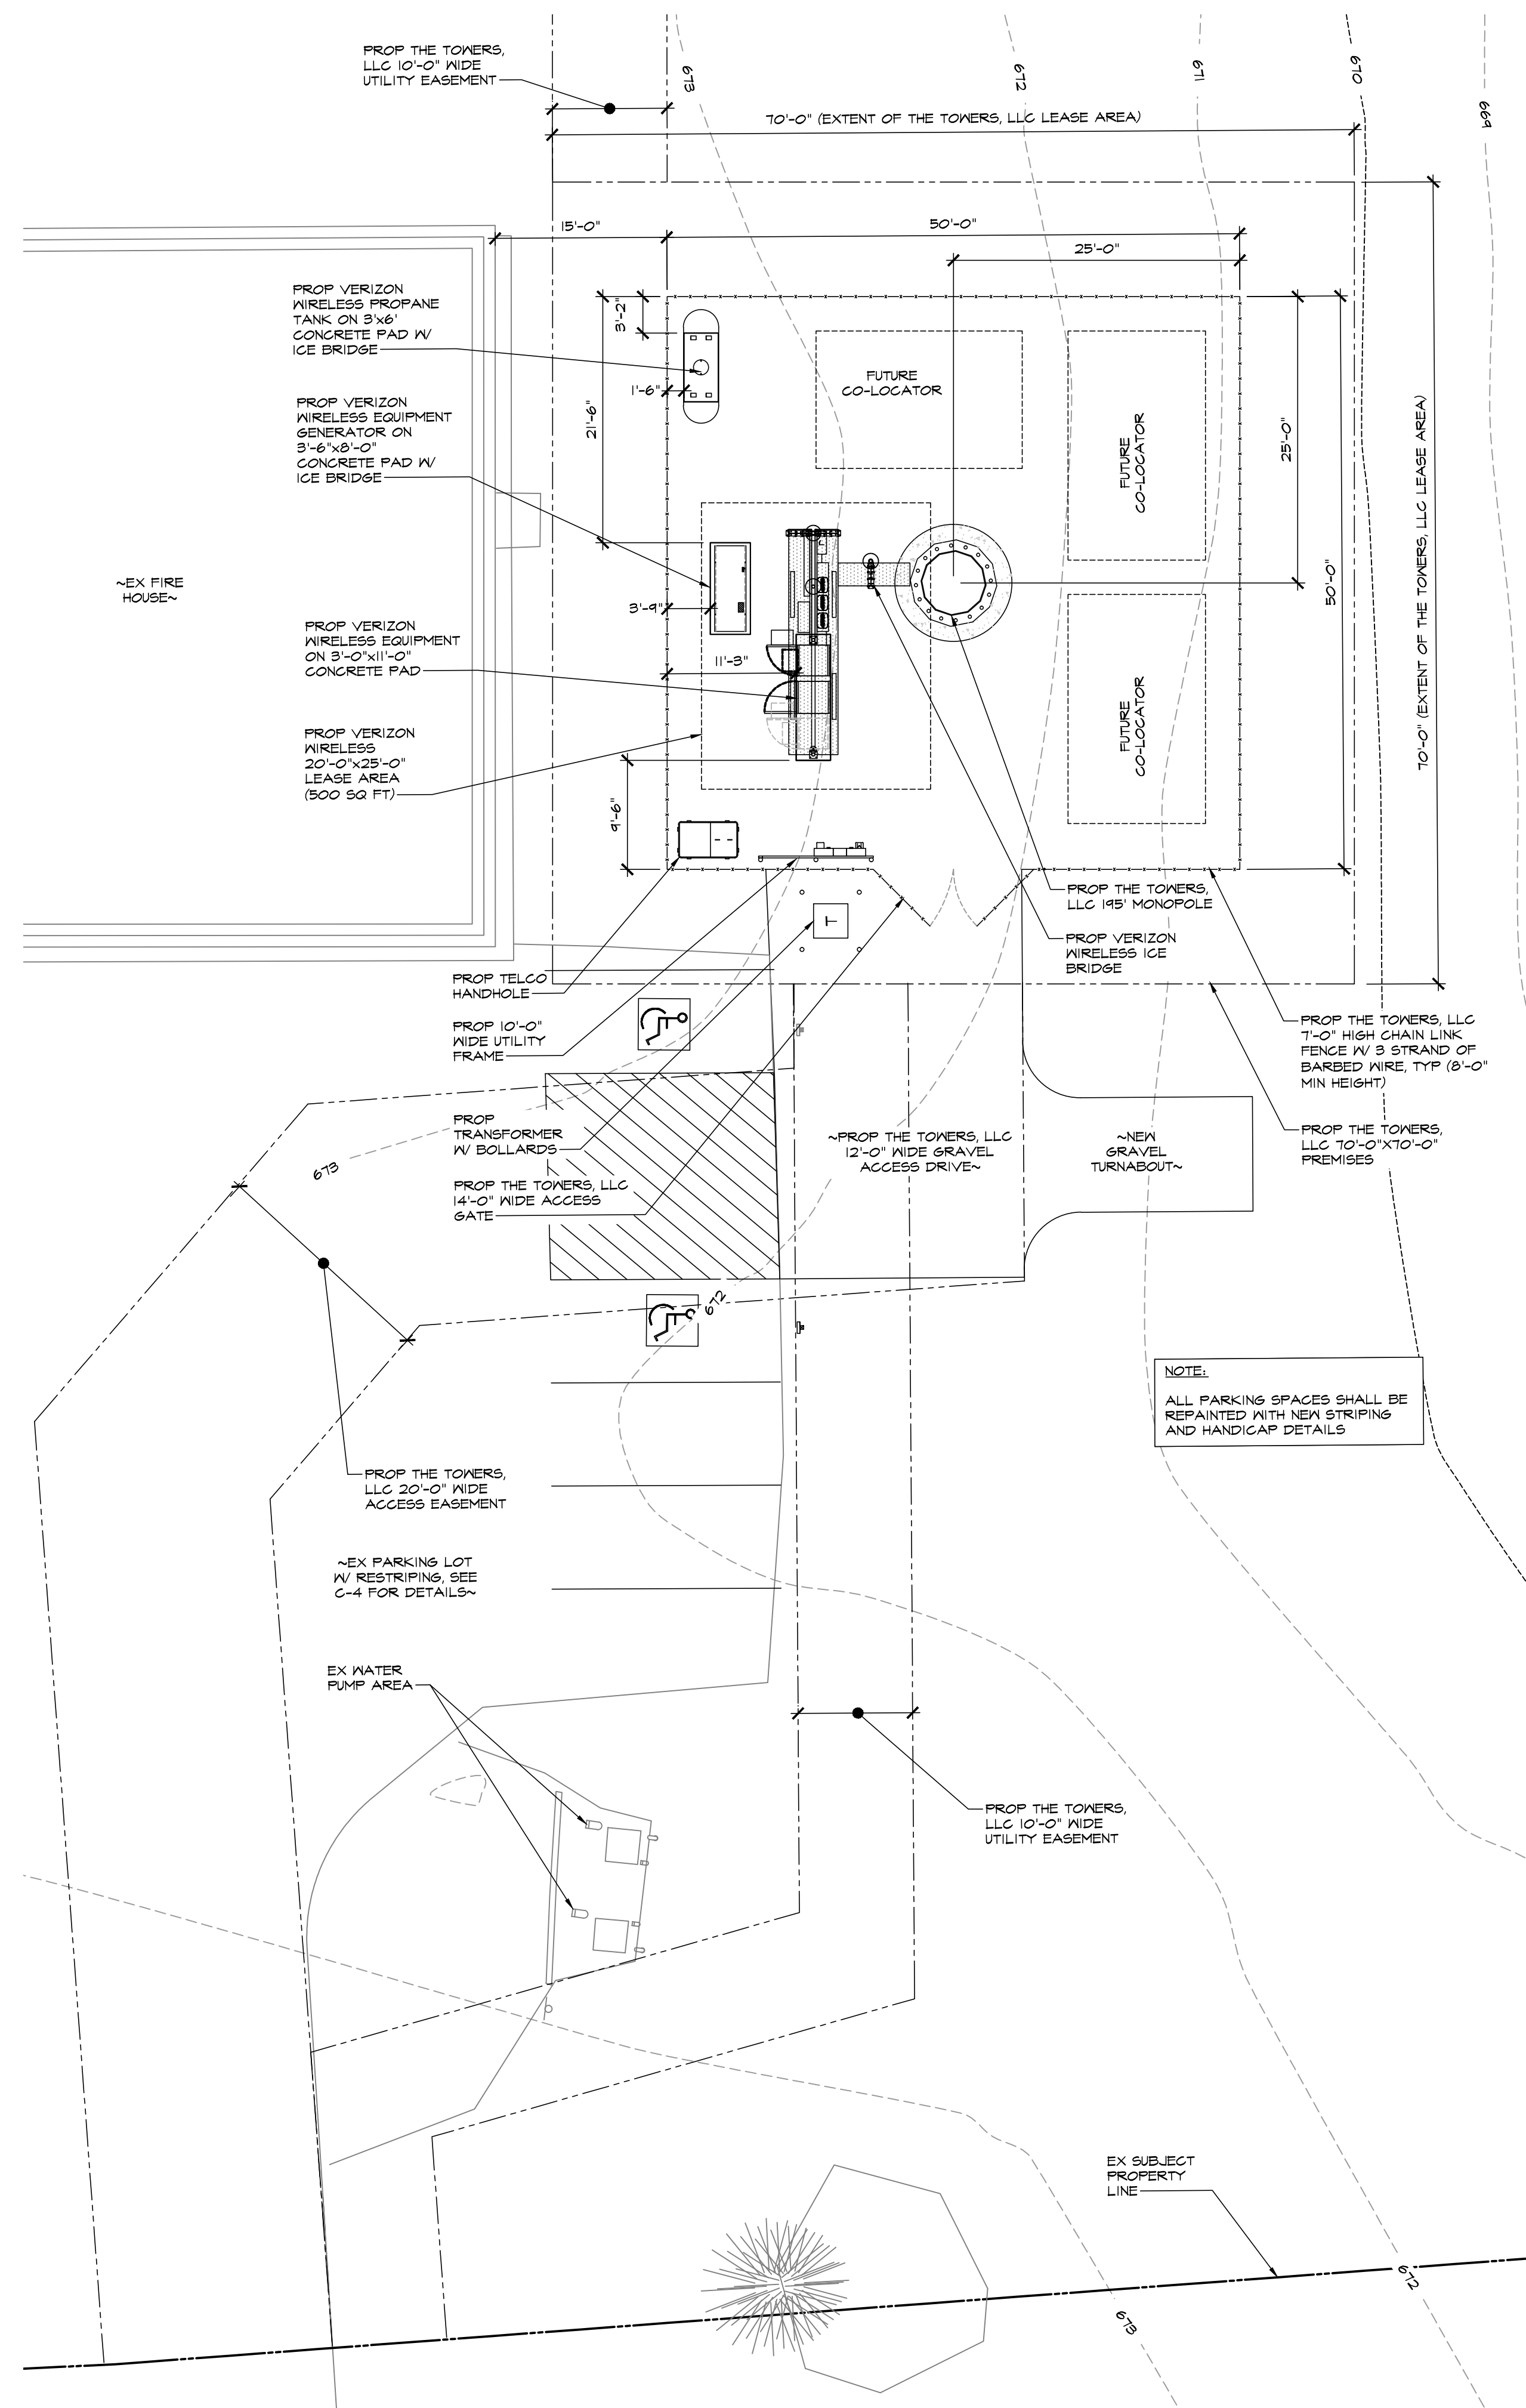 PROP THE TOWERS,
LLC 10'-0" WIDE
UTILITY EASEMENT
673
672
671
670
669
70'-0" (EXTENT OF THE TOWERS, LLC LEASE AREA)
15'-0"
50'-0"
25'-0"
PROP VERIZON
WIRELESS PROPANE
TANK ON 3'x6'
CONCRETE PAD W/
ICE BRIDGE
3'-2"
1'-6"
21'-6"
FUTURE
CO-LOCATOR
FUTURE
CO-LOCATOR
25'-0"
50'-0"
70'-0" (EXTENT OF THE TOWERS, LLC LEASE AREA)
PROP VERIZON
WIRELESS EQUIPMENT
GENERATOR ON
3'-6"x8'-0"
CONCRETE PAD W/
ICE BRIDGE
~EX FIRE
HOUSE~
3'-9"
PROP VERIZON
WIRELESS EQUIPMENT
ON 3'-0"x11'-0"
CONCRETE PAD
11'-3"
FUTURE
CO-LOCATOR
PROP VERIZON
WIRELESS
20'-0"x25'-0"
LEASE AREA
(500 SQ FT)
9'-6"
M
T
PROP THE TOWERS,
LLC 195' MONOPOLE
PROP VERIZON
WIRELESS ICE
BRIDGE
PROP TELCO
HANDHOLE
PROP 10'-0"
WIDE UTILITY
FRAME
PROP THE TOWERS, LLC
7'-0" HIGH CHAIN LINK
FENCE W/ 3 STRAND OF
BARBED WIRE, TYP (8'-0"
MIN HEIGHT)
PROP
TRANSFORMER
W/ BOLLARDS
~PROP THE TOWERS, LLC
12'-0" WIDE GRAVEL
ACCESS DRIVE~
~NEW
GRAVEL
TURNABOUT~
PROP THE TOWERS,
LLC 70'-0"X70'-0"
PREMISES
673
PROP THE TOWERS, LLC
14'-0" WIDE ACCESS
GATE
672
NOTE:
ALL PARKING SPACES SHALL BE
REPAINTED WITH NEW STRIPING
AND HANDICAP DETAILS
PROP THE TOWERS,
LLC 20'-0" WIDE
ACCESS EASEMENT
~EX PARKING LOT
W/ RESTRIPING, SEE
C-4 FOR DETAILS~
EX WATER
PUMP AREA
PROP THE TOWERS,
LLC 10'-0" WIDE
UTILITY EASEMENT
EX SUBJECT
PROPERTY
LINE
672
673